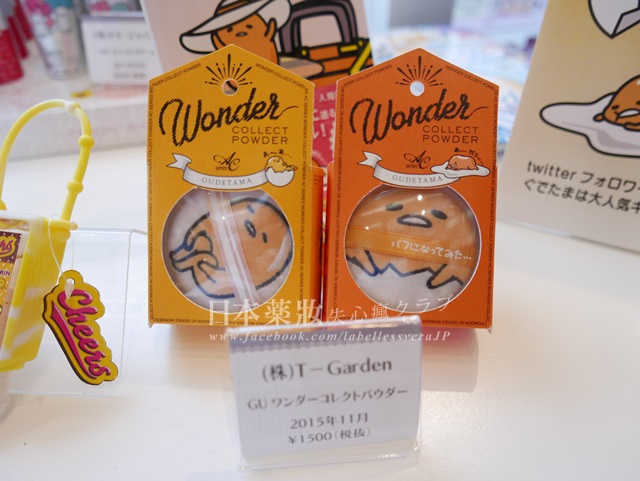 Wonder
COLLECT
POWDER
AC
GUDETAMA
Wonder
COLLECT
POWDER
AC
GUDETAMA
パフになってみた…
Cheers
twitter フォロワ
ぐでたまは大人気キ
日本薬妝失心瘋クラブ
www.facebook.com/labellessveraJP
(株)T－Garden
GU ワンダーコレクトパウダー
2015年11月
¥1500(税抜)